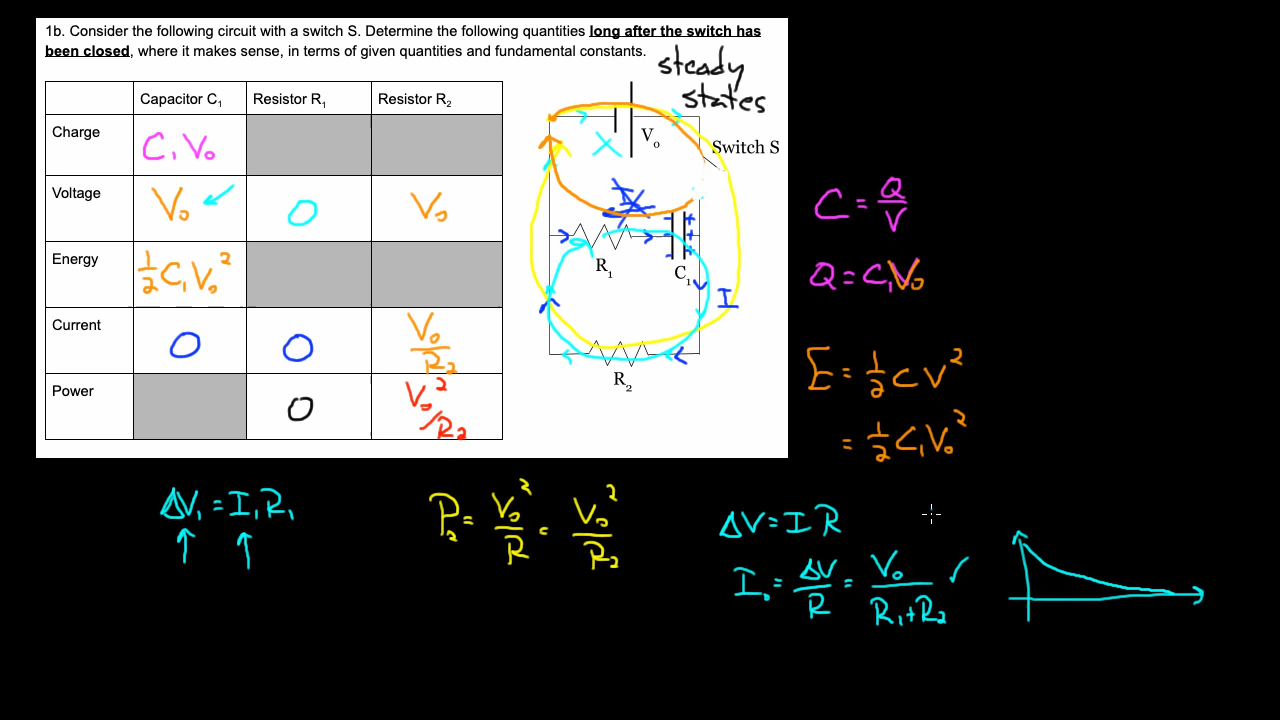 1b. Consider the following circuit with a switch S. Determine the following quantities long after the switch has
been closed, where it makes sense, in terms of given quantities and fundamental constants.
steady
states
Capacitor C₁ Resistor R₁ Resistor R₂
Charge C₁V₀
Voltage V₀ 0 V₀
Energy ½C₁V₀²
Current 0 0 V₀/R₂
Power 0 V₀²/R₂
V₀
Switch S
R₁
C₁
I
R₂
C = Q/V
Q = C₁V₀
E = ½CV²
= ½C₁V₀²
ΔV₁ = I₁R₁
P₂ = V₀²/R = V₀²/R₂
ΔV = IR
I₀ = ΔV/R = V₀/(R₁+R₂) ✓